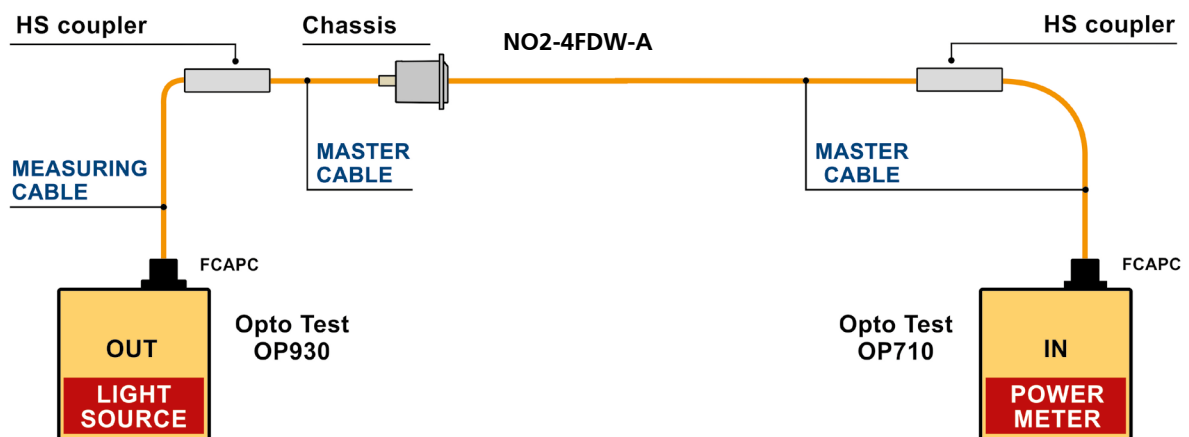 HS coupler
Chassis
NO2-4FDW-A
HS coupler
MEASURING
CABLE
MASTER
CABLE
MASTER
CABLE
FCAPC
FCAPC
Opto Test
OP930
Opto Test
OP710
OUT
LIGHT
SOURCE
IN
POWER
METER